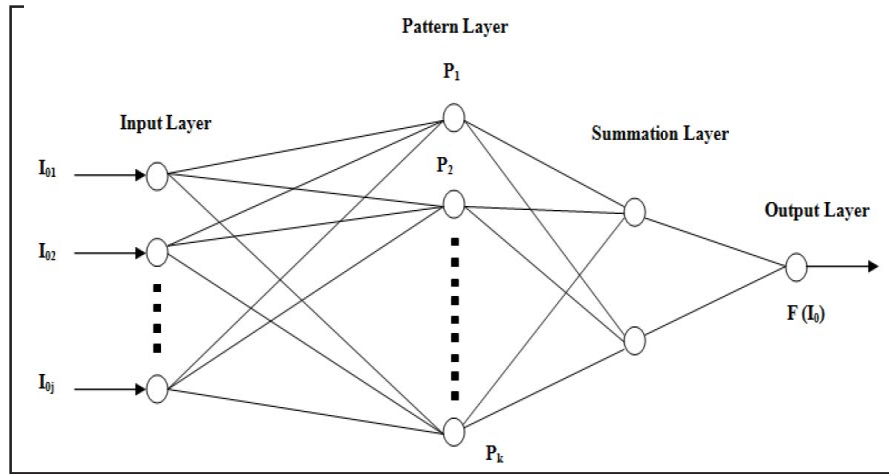 Pattern Layer
P1
Input Layer
Summation Layer
I01
P2
Output Layer
I02
F (I0)
I0j
Pk